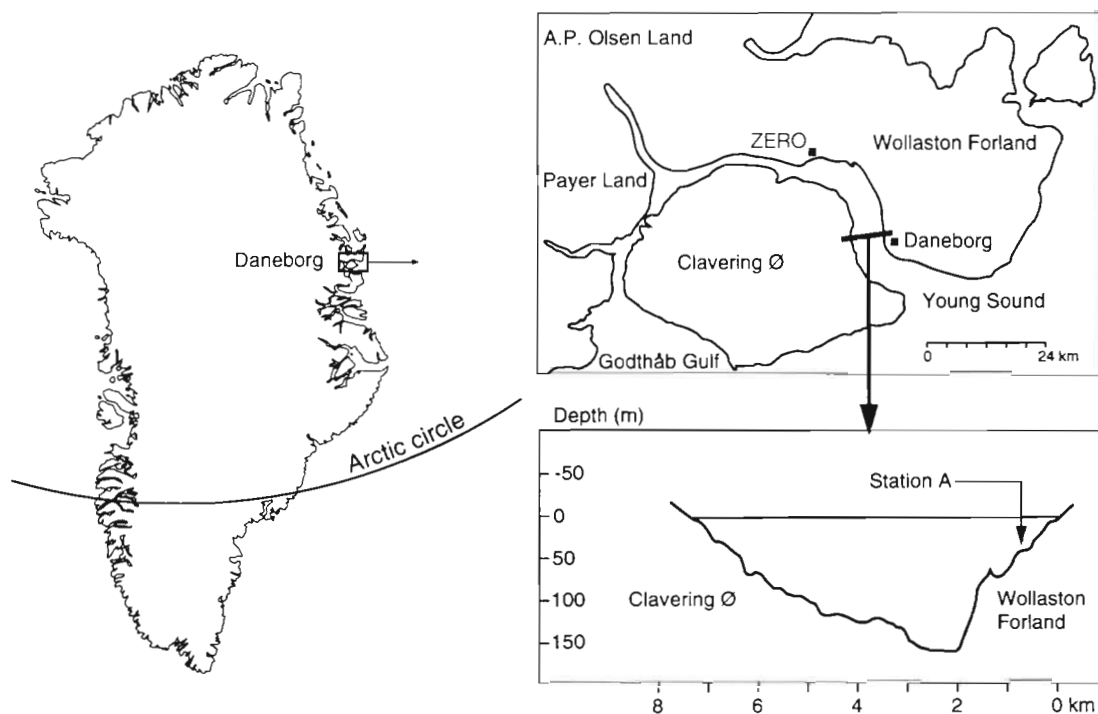 Daneborg
Arctic circle
A.P. Olsen Land
ZERO
Wollaston Forland
Payer Land
Daneborg
Clavering Ø
Young Sound
0 24 km
Godthåb Gulf
Depth (m)
-50
Station A
0
50
Clavering Ø
100
Wollaston
Forland
150
8 6 4 2 0 km